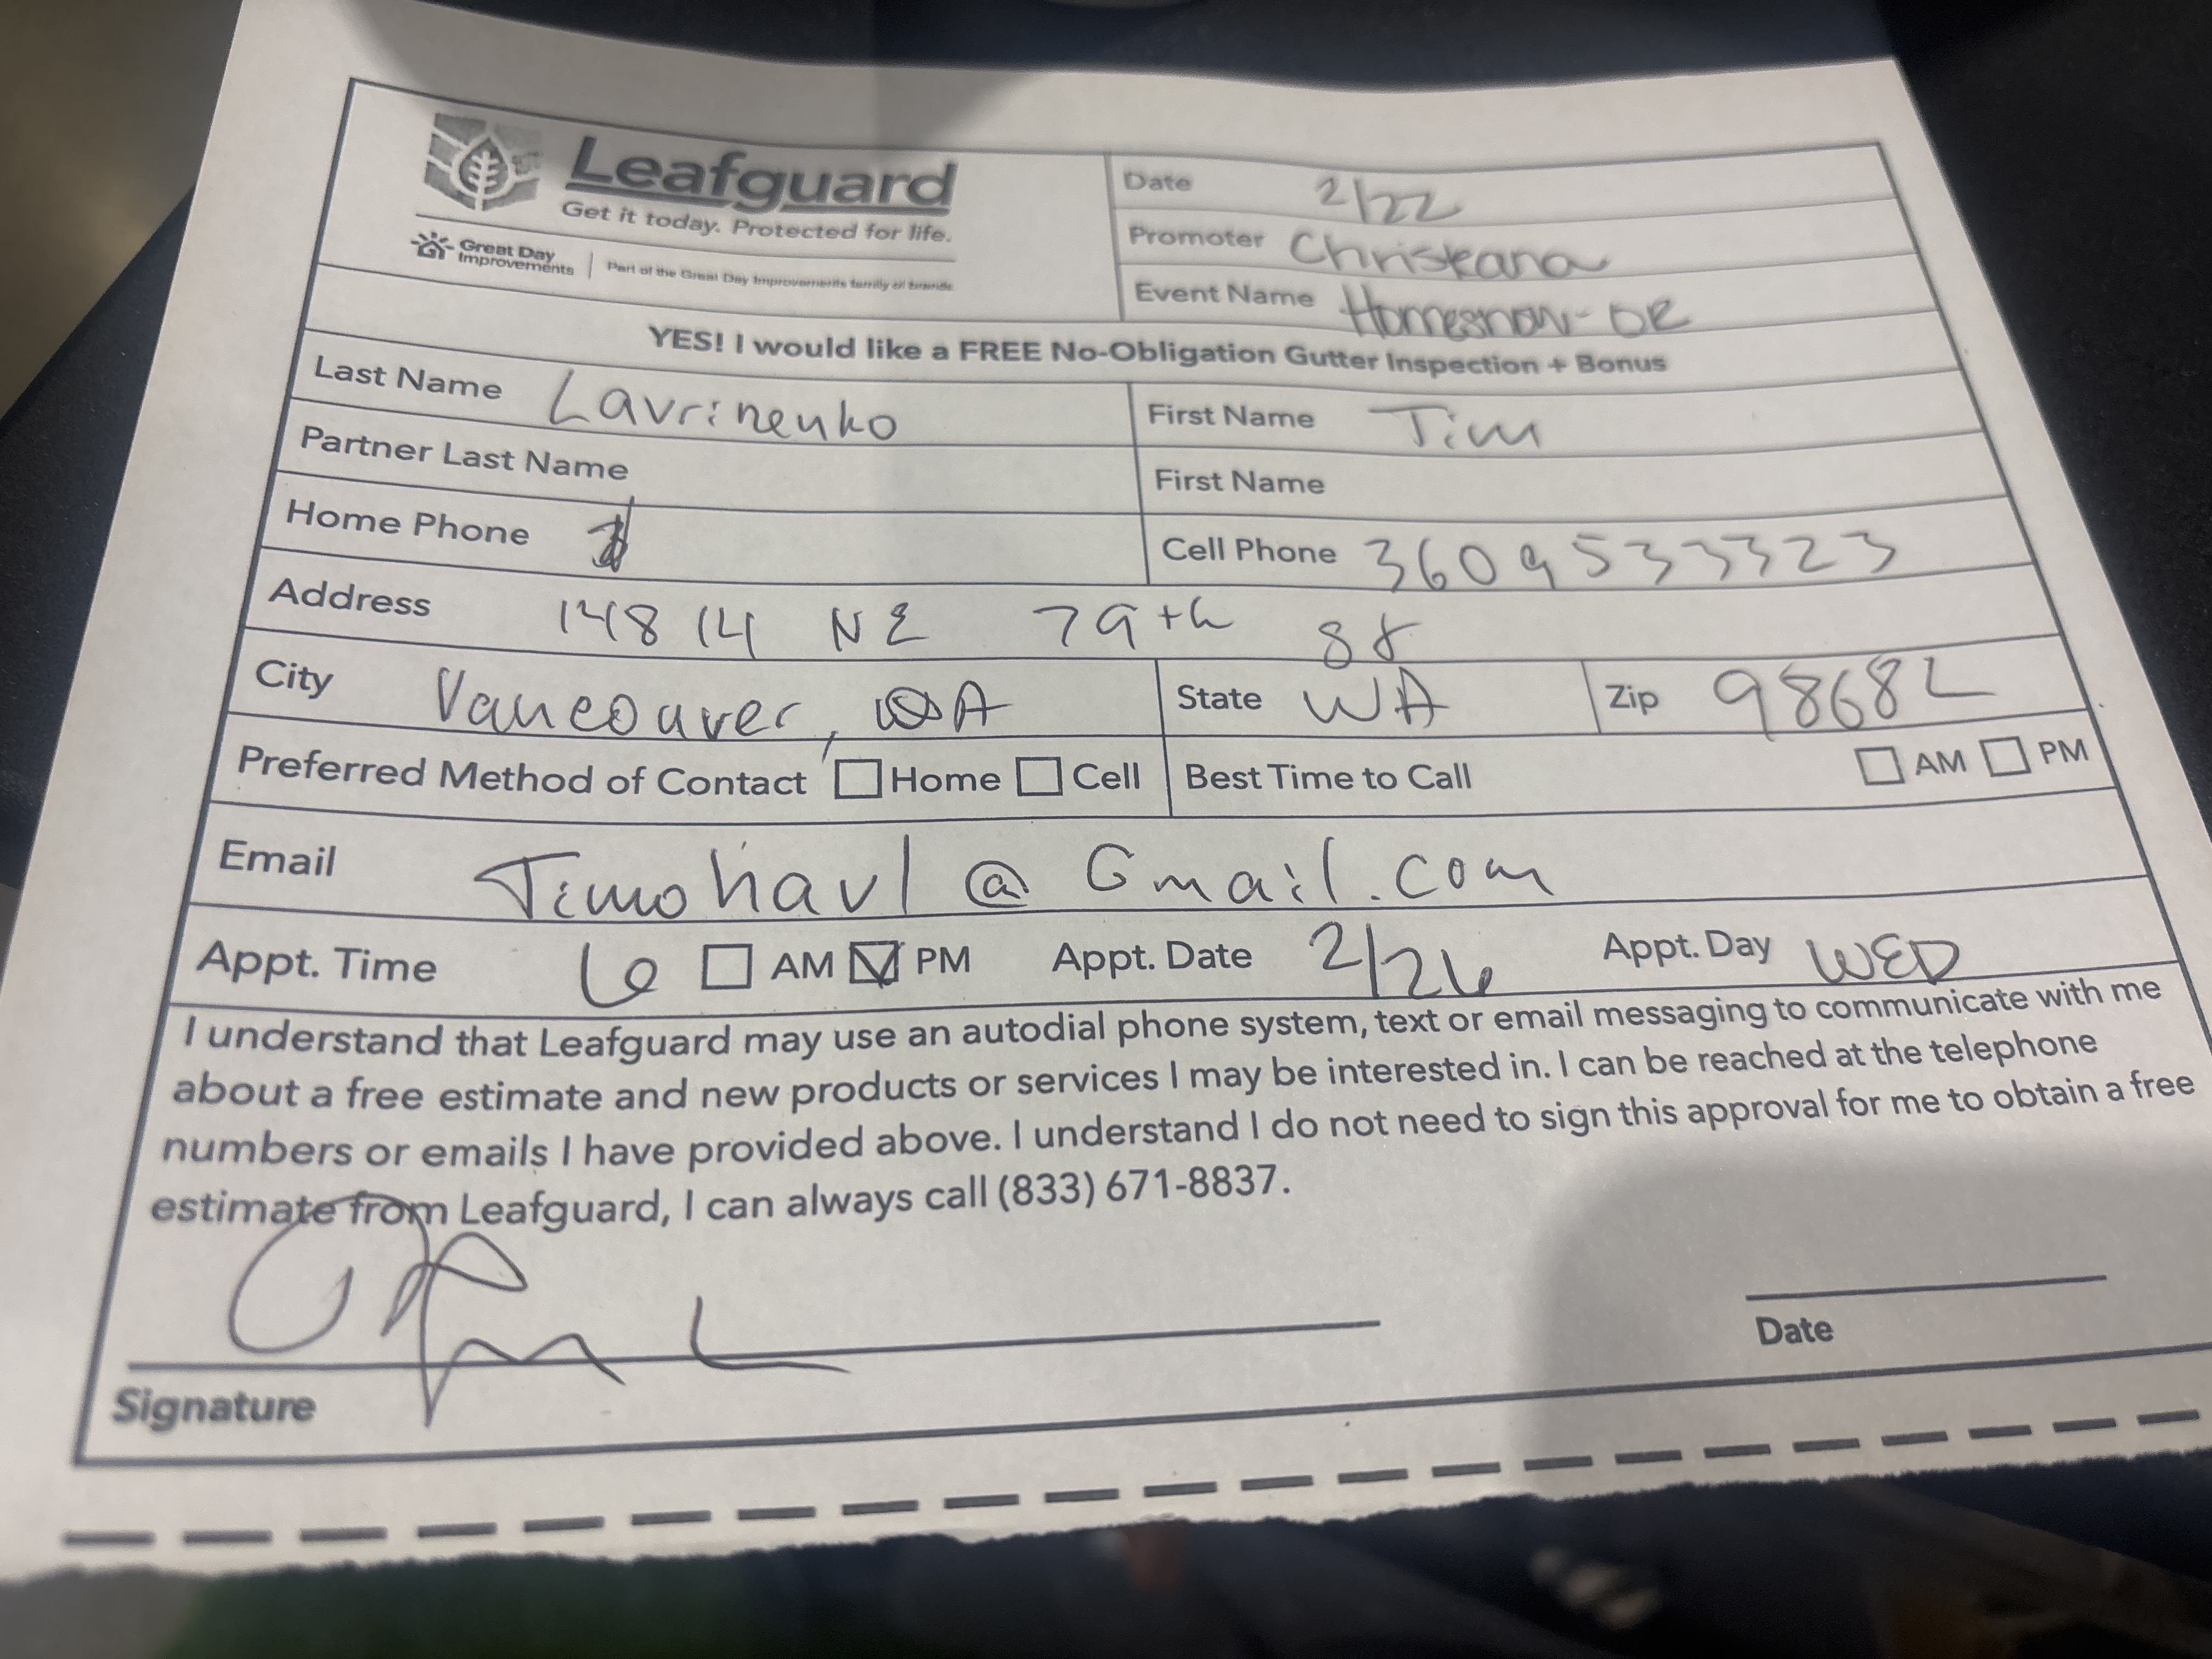 Leafguard
Get it today. Protected for life.
Great Day Improvements | Part of the Great Day Improvements family of brands
Date 2/22
Promoter
Event Name
YES! I would like a FREE No-Obligation Gutter Inspection + Bonus
Last Name Lavrinenko First Name Tim
Partner Last Name First Name
Home Phone Cell Phone 3609533323
Address 14814 NE 79th
City Vancouver, WA State WA Zip 98682
Preferred Method of Contact Home Cell Best Time to Call AM PM
Email Timohavl@Gmail.com
Appt. Time 6 AM PM Appt. Date 2/26 Appt. Day WED
I understand that Leafguard may use an autodial phone system, text or email messaging to communicate with me
about a free estimate and new products or services I may be interested in. I can be reached at the telephone
numbers or emails I have provided above. I understand I do not need to sign this approval for me to obtain a free
estimate from Leafguard, I can always call (833) 671-8837.
Signature Date